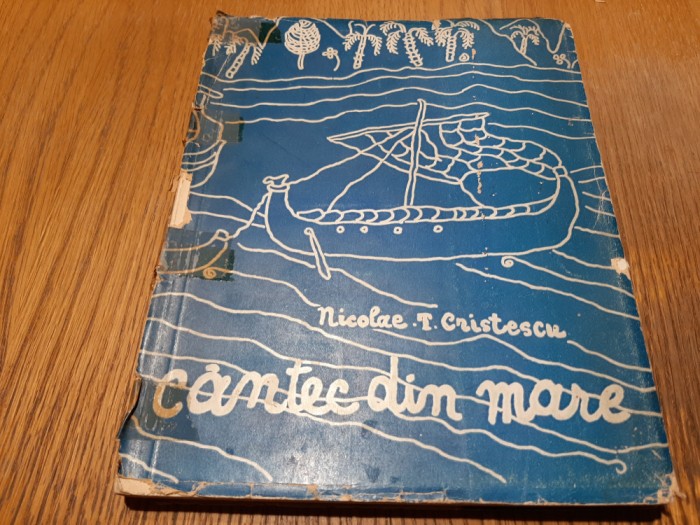 Nicolae. T. Cristescu
cântec din mare